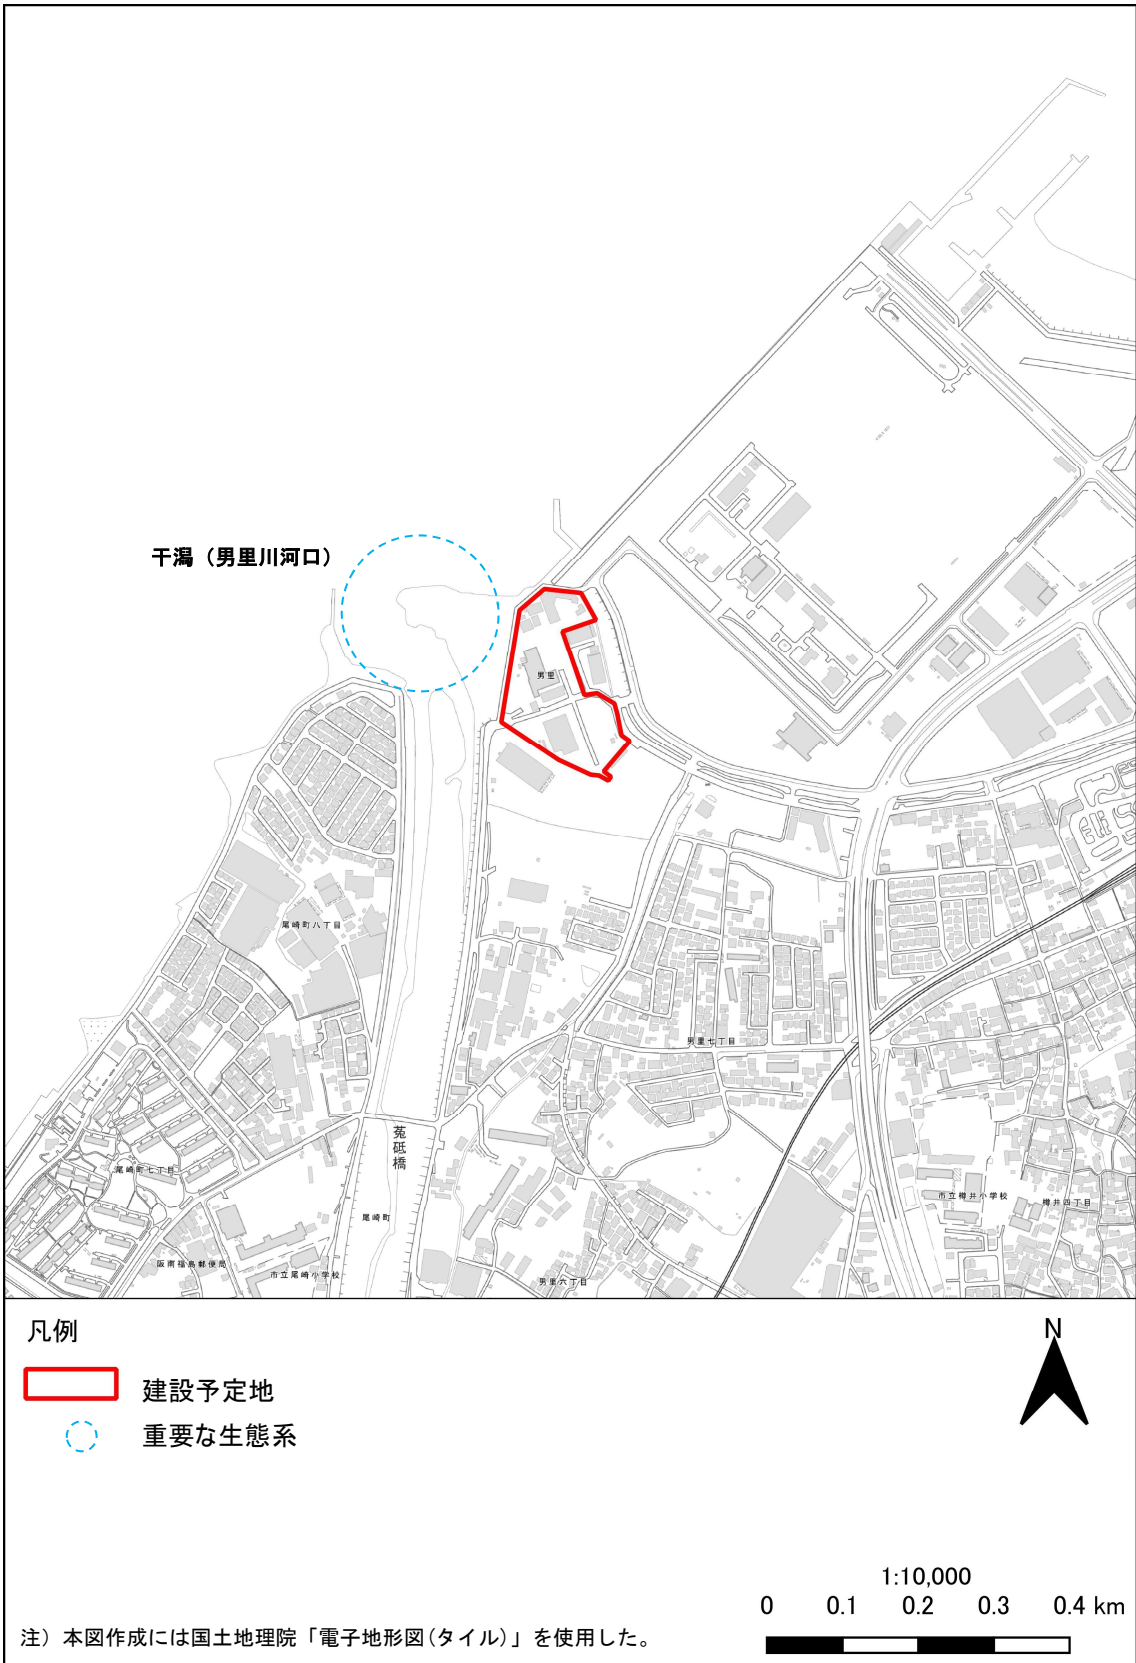 干潟（男里川河口）
男里
尾崎町八丁目
男里七丁目
菟砥橋
尾崎町七丁目
尾崎町
市立樽井小学校
樽井四丁目
阪南福島郵便局
市立尾崎小学校
男里六丁目
凡例
建設予定地
重要な生態系
N
1:10,000
0 0.1 0.2 0.3 0.4 km
注）本図作成には国土地理院「電子地形図(タイル)」を使用した。